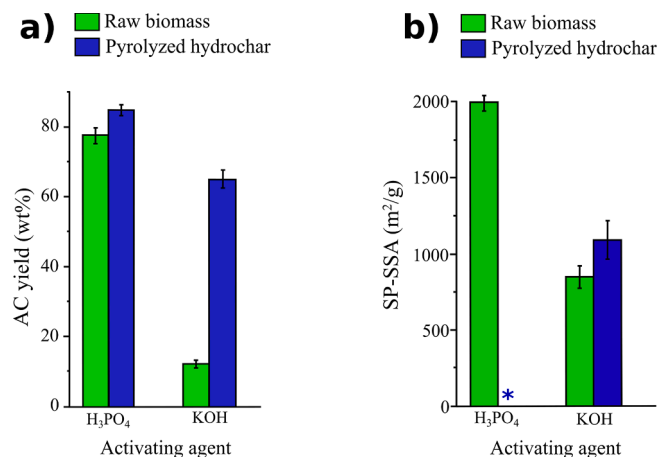 a)
Raw biomass
Pyrolyzed hydrochar
AC yield (wt%)
80
60
40
20
0
H₃PO₄
KOH
Activating agent
b)
Raw biomass
Pyrolyzed hydrochar
SP-SSA (m²/g)
2000
1500
1000
500
0
*
H₃PO₄
KOH
Activating agent